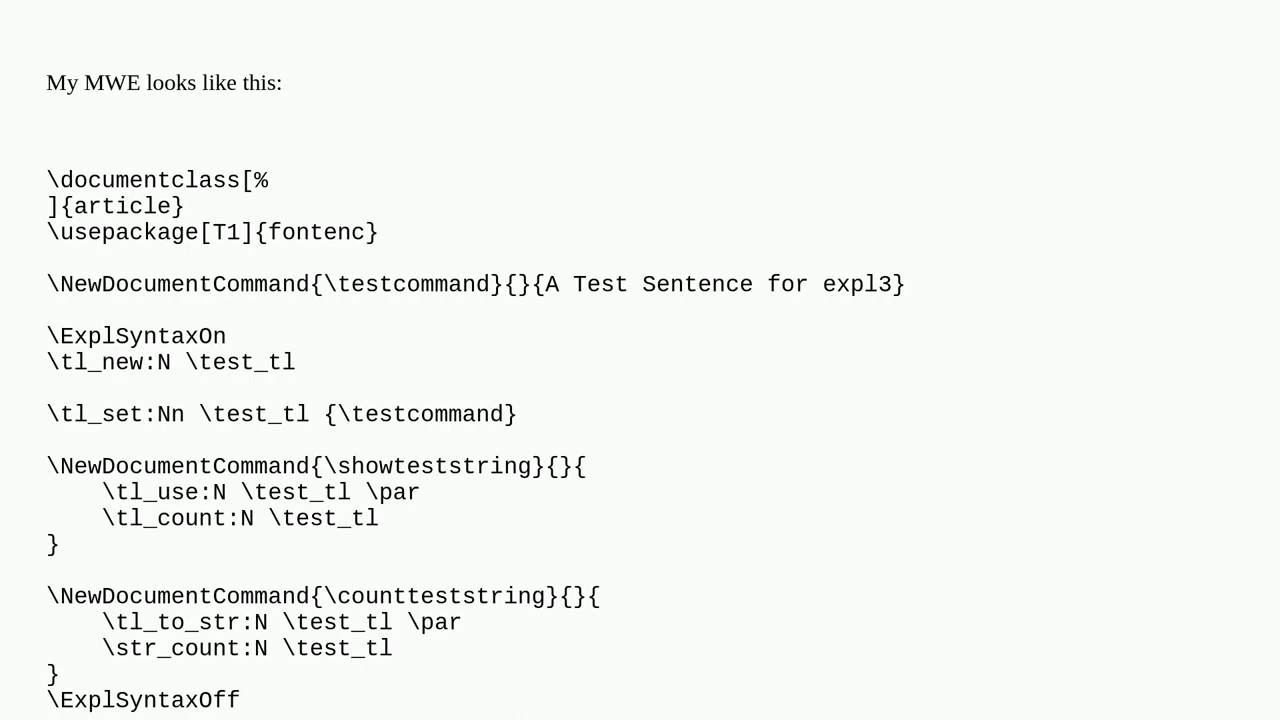 My MWE looks like this:
\documentclass[%
]{article}
\usepackage[T1]{fontenc}
\NewDocumentCommand{\testcommand}{}{A Test Sentence for expl3}
\ExplSyntaxOn
\tl_new:N \test_tl
\tl_set:Nn \test_tl {\testcommand}
\NewDocumentCommand{\showteststring}{}{
    \tl_use:N \test_tl \par
    \tl_count:N \test_tl
}
\NewDocumentCommand{\countteststring}{}{
    \tl_to_str:N \test_tl \par
    \str_count:N \test_tl
}
\ExplSyntaxOff